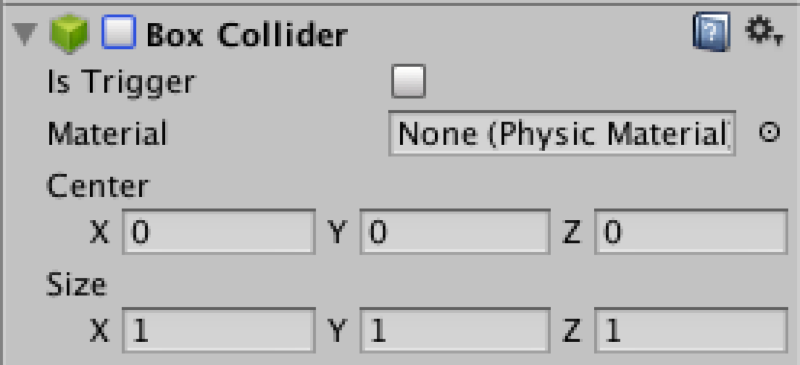 Box Collider
Is Trigger
Material None (Physic Material
Center
X 0 Y 0 Z 0
Size
X 1 Y 1 Z 1